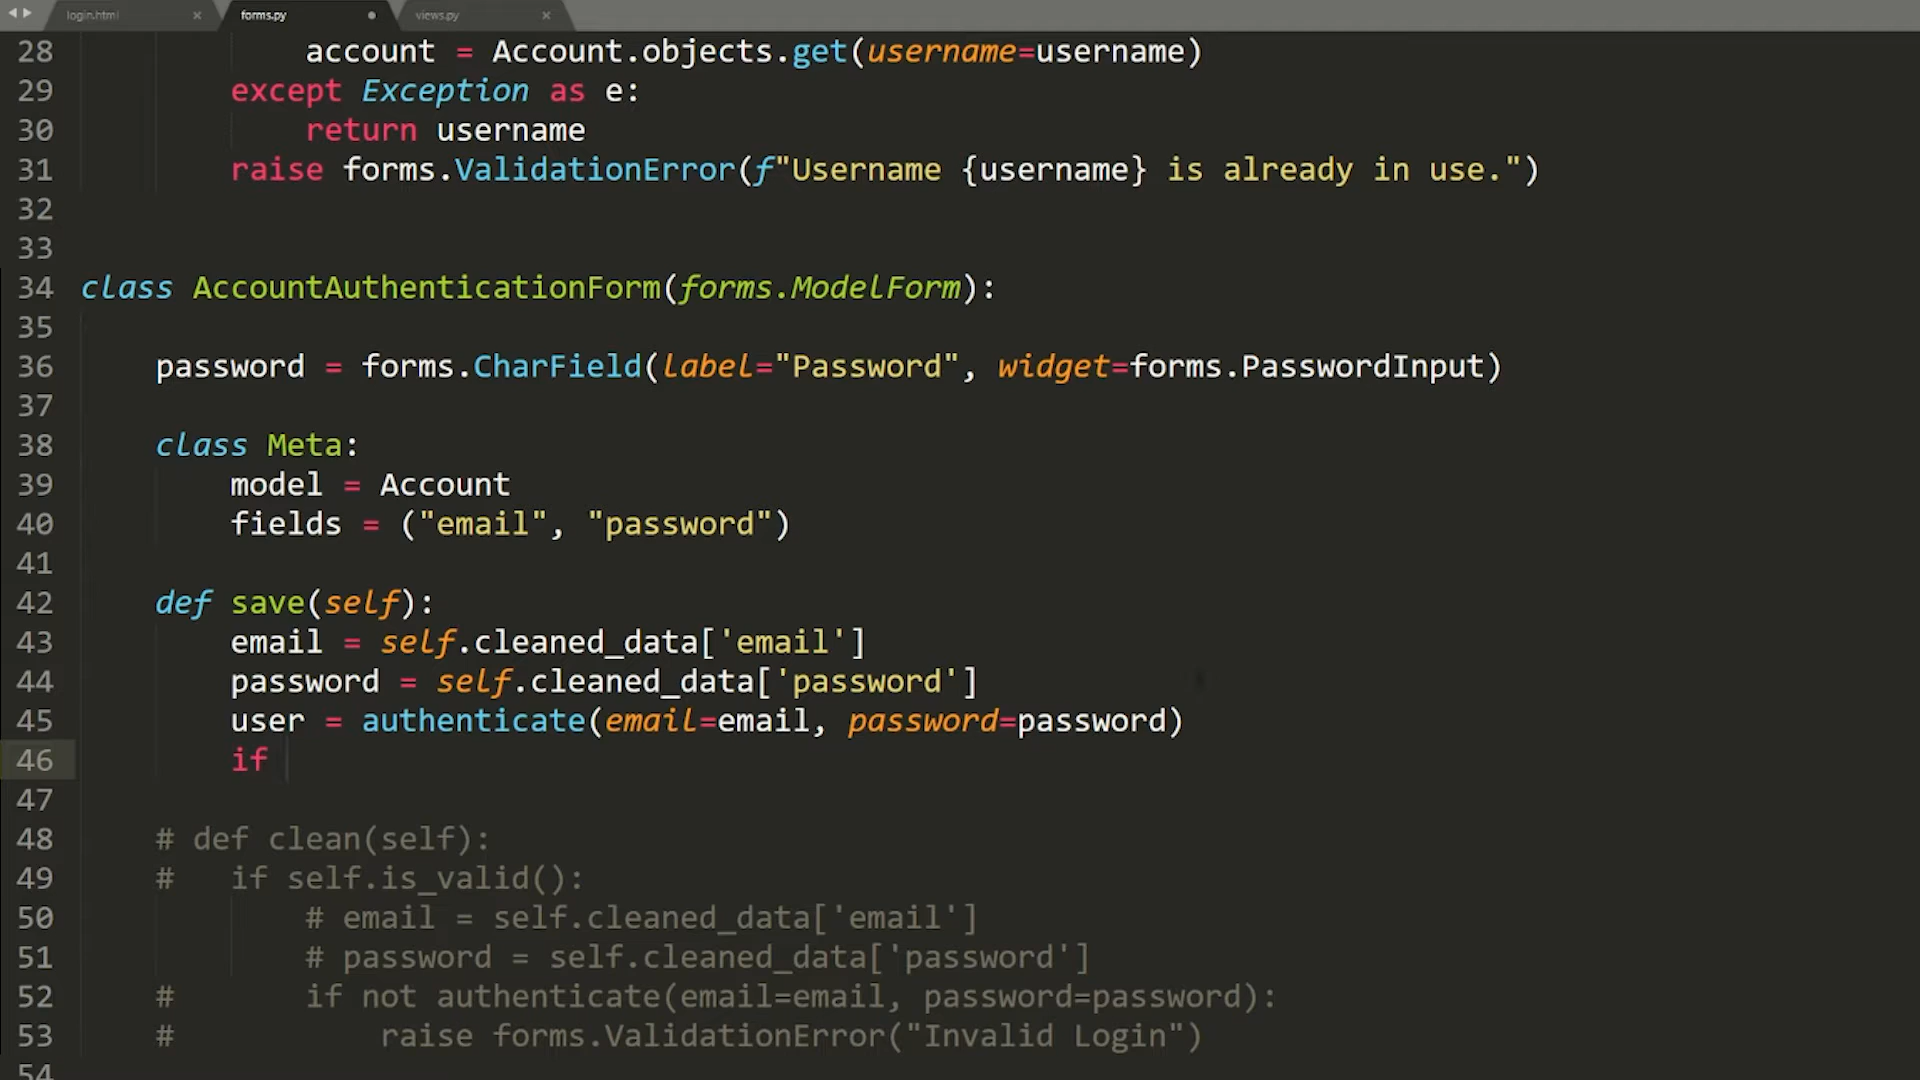 login.html × forms.py views.py ×
28 account = Account.objects.get(username=username)
29 except Exception as e:
30 return username
31 raise forms.ValidationError(f"Username {username} is already in use.")
32
33
34 class AccountAuthenticationForm(forms.ModelForm):
35
36 password = forms.CharField(label="Password", widget=forms.PasswordInput)
37
38 class Meta:
39 model = Account
40 fields = ("email", "password")
41
42 def save(self):
43 email = self.cleaned_data['email']
44 password = self.cleaned_data['password']
45 user = authenticate(email=email, password=password)
46 if
47
48 # def clean(self):
49 # if self.is_valid():
50 # email = self.cleaned_data['email']
51 # password = self.cleaned_data['password']
52 # if not authenticate(email=email, password=password):
53 # raise forms.ValidationError("Invalid Login")
54